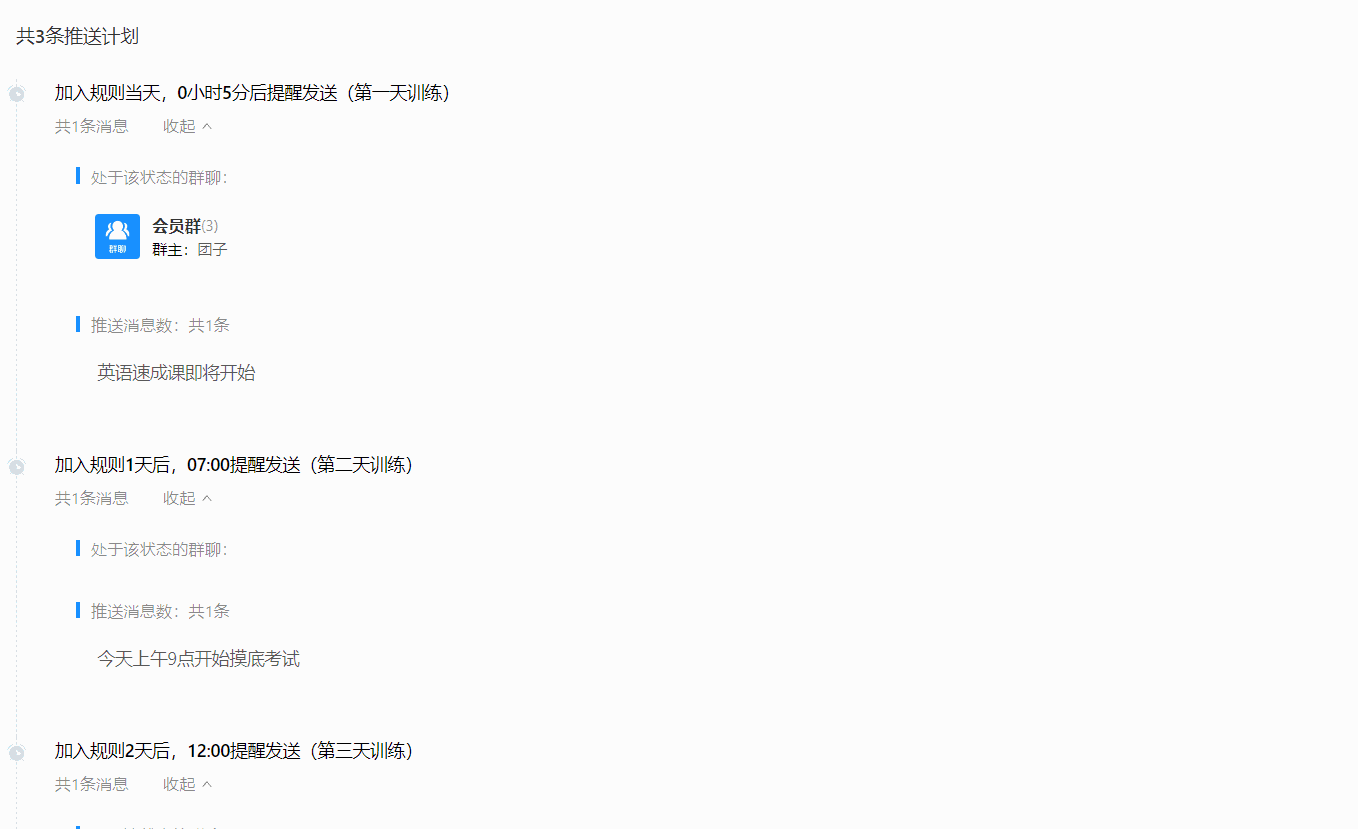 共3条推送计划
加入规则当天，0小时5分后提醒发送（第一天训练）
共1条消息 收起
处于该状态的群聊：
会员群(3)
群聊
群主：团子
推送消息数：共1条
英语速成课即将开始
加入规则1天后，07:00提醒发送（第二天训练）
共1条消息 收起
处于该状态的群聊：
推送消息数：共1条
今天上午9点开始摸底考试
加入规则2天后，12:00提醒发送（第三天训练）
共1条消息 收起